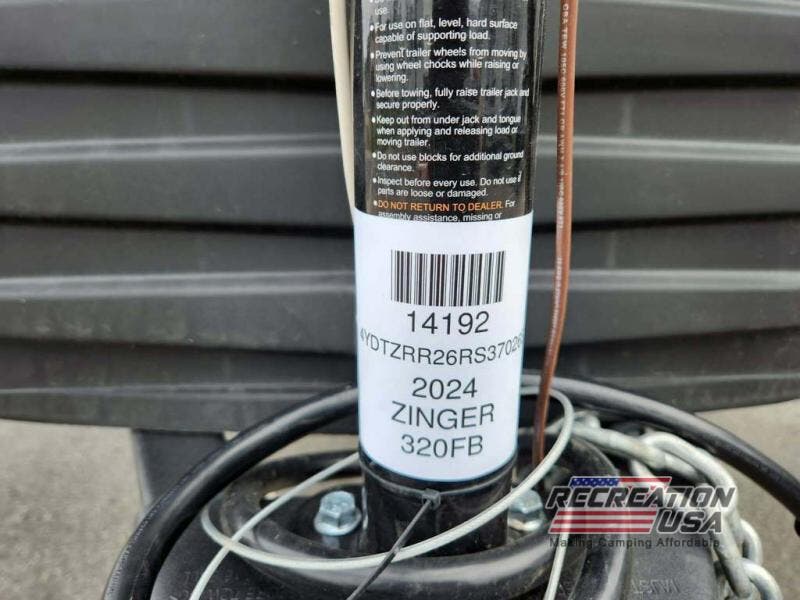 use.
•For use on flat, level, hard surface
capable of supporting load.
•Prevent trailer wheels from moving by
using wheel chocks while raising or
lowering.
•Before towing, fully raise trailer jack and
secure properly.
•Keep out from under jack and tongue
when applying and releasing load or
moving trailer.
•Do not use blocks for additional ground
clearance.
•Inspect before every use. Do not use if
parts are loose or damaged.
•DO NOT RETURN TO DEALER. For
assembly assistance, missing or
14192
4YDTZRR26RS37026
2024
ZINGER
320FB
RECREATION
USA
Making Camping Affordable